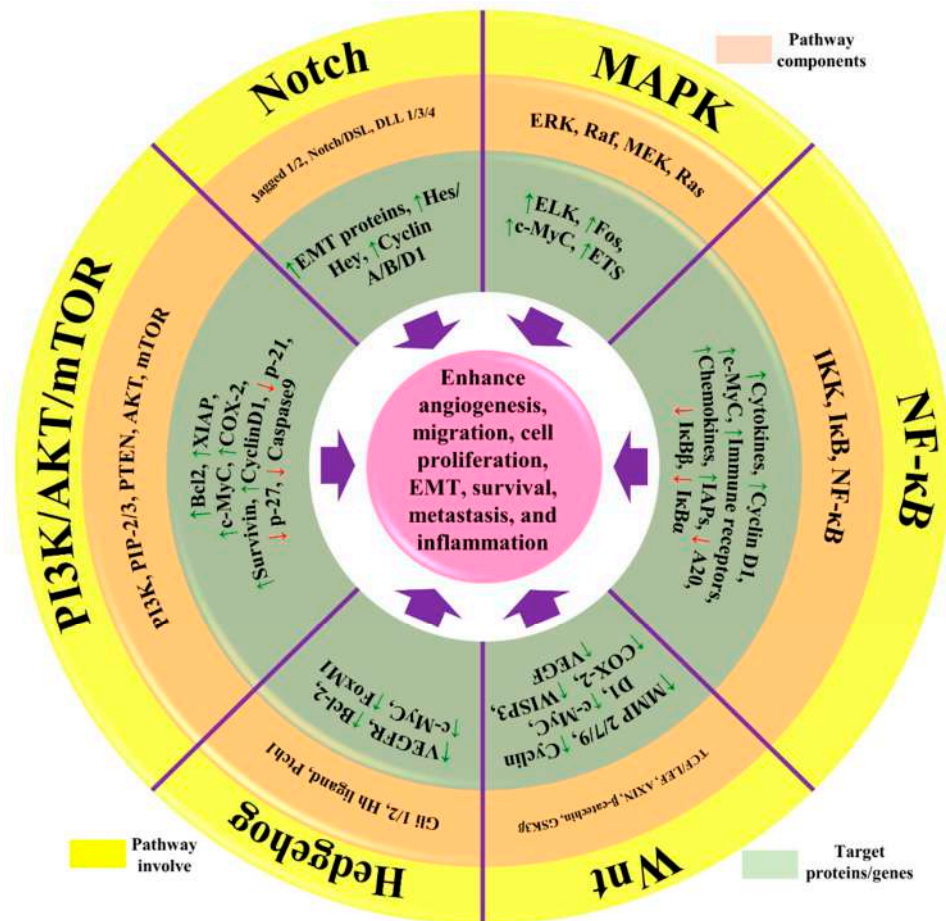 Pathway
components
Notch
Jagged 1/2, Notch/DSL, DLL 1/3/4
↑EMT proteins, ↑Hes/
Hey, ↑Cyclin
A/B/D1
MAPK
ERK, Raf, MEK, Ras
↑ELK, ↑Fos,
↑c-MyC, ↑ETS
NF-κB
IKK, IκB, NF-κB
↑Cytokines, ↑Cyclin D1,
↑c-MyC, ↑Immune receptors,
↑Chemokines, ↑IAPs, ↓ A20,
↓ IκBβ, ↓ IκBα
Wnt
TCF/LEF, AXIN, β-catechin, GSK3β
↑MMP 2/7/9, ↑Cyclin
D1, ↑c-MyC,
↑COX-2, ↑WISP3,
↑VEGF
Hedgehog
Gli 1/2, Hh ligand, Ptch1
↑VEGFR, ↑Bcl-2,
↑c-MyC, ↑FoxM1
PI3K/AKT/mTOR
PI3K, PIP-2/3, PTEN, AKT, mTOR
↑Bcl2, ↑XIAP,
↑c-MyC, ↑COX-2,
↑Survivin, ↑CyclinD1, ↓ p-21,
↓ p-27, ↓ Caspase9
Enhance
angiogenesis,
migration, cell
proliferation,
EMT, survival,
metastasis, and
inflammation
Pathway
involve
Target
proteins/genes